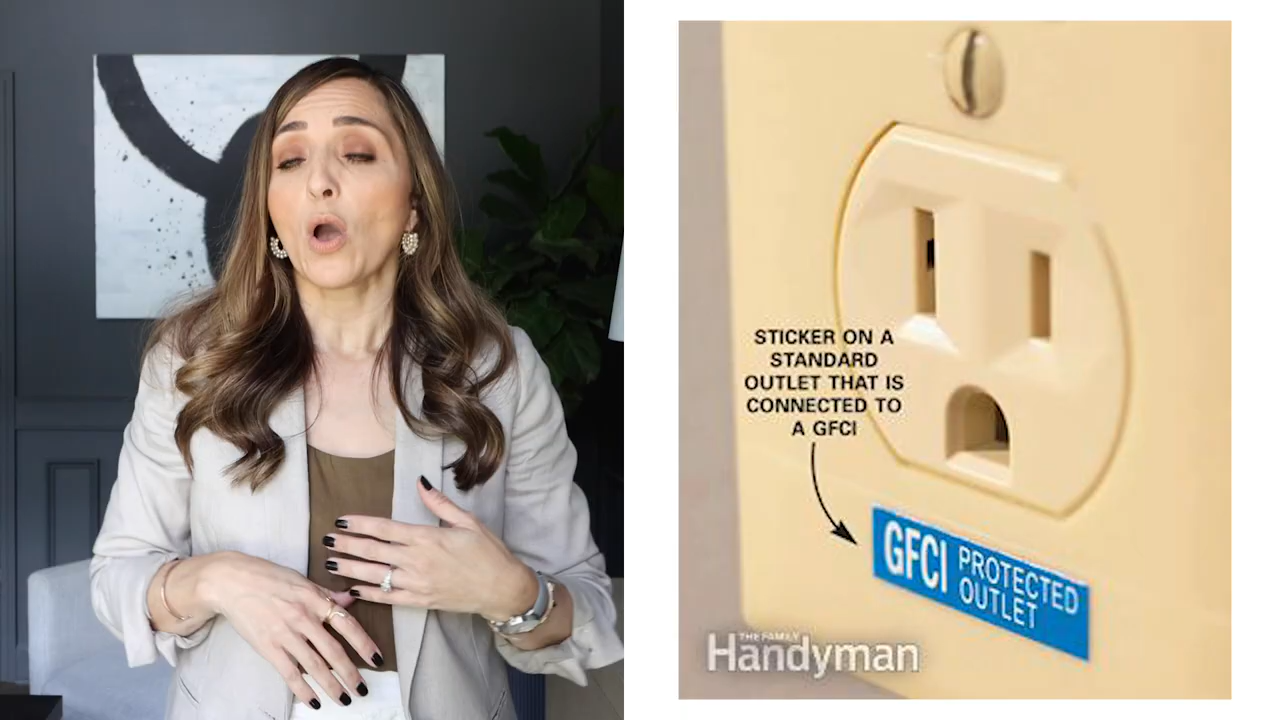 STICKER ON A
STANDARD
OUTLET THAT IS
CONNECTED TO
A GFCI
GFCI PROTECTED
OUTLET
THE FAMILY
Handyman